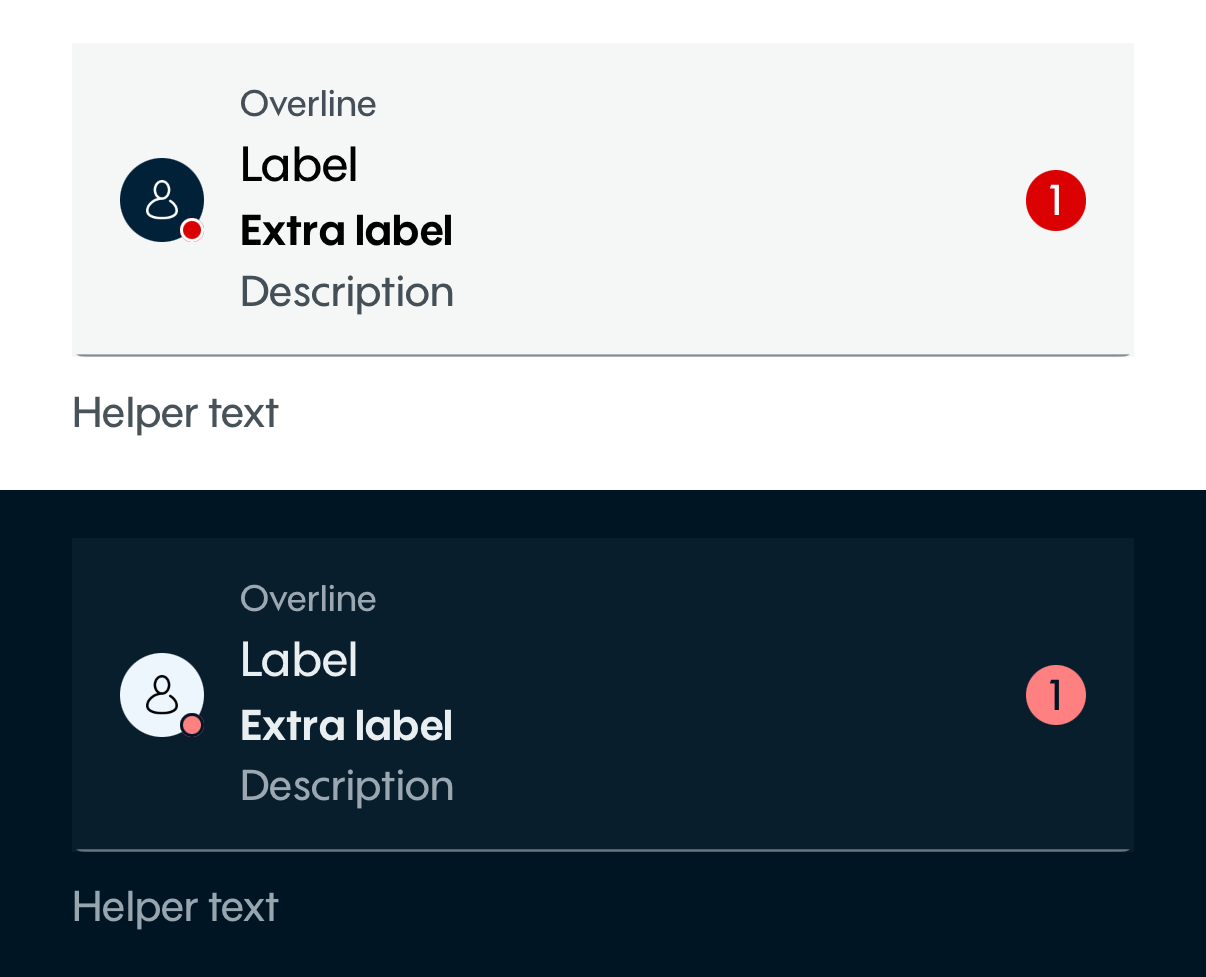 Overline
Label
Extra label
Description
1
Helper text
Overline
Label
Extra label
Description
1
Helper text